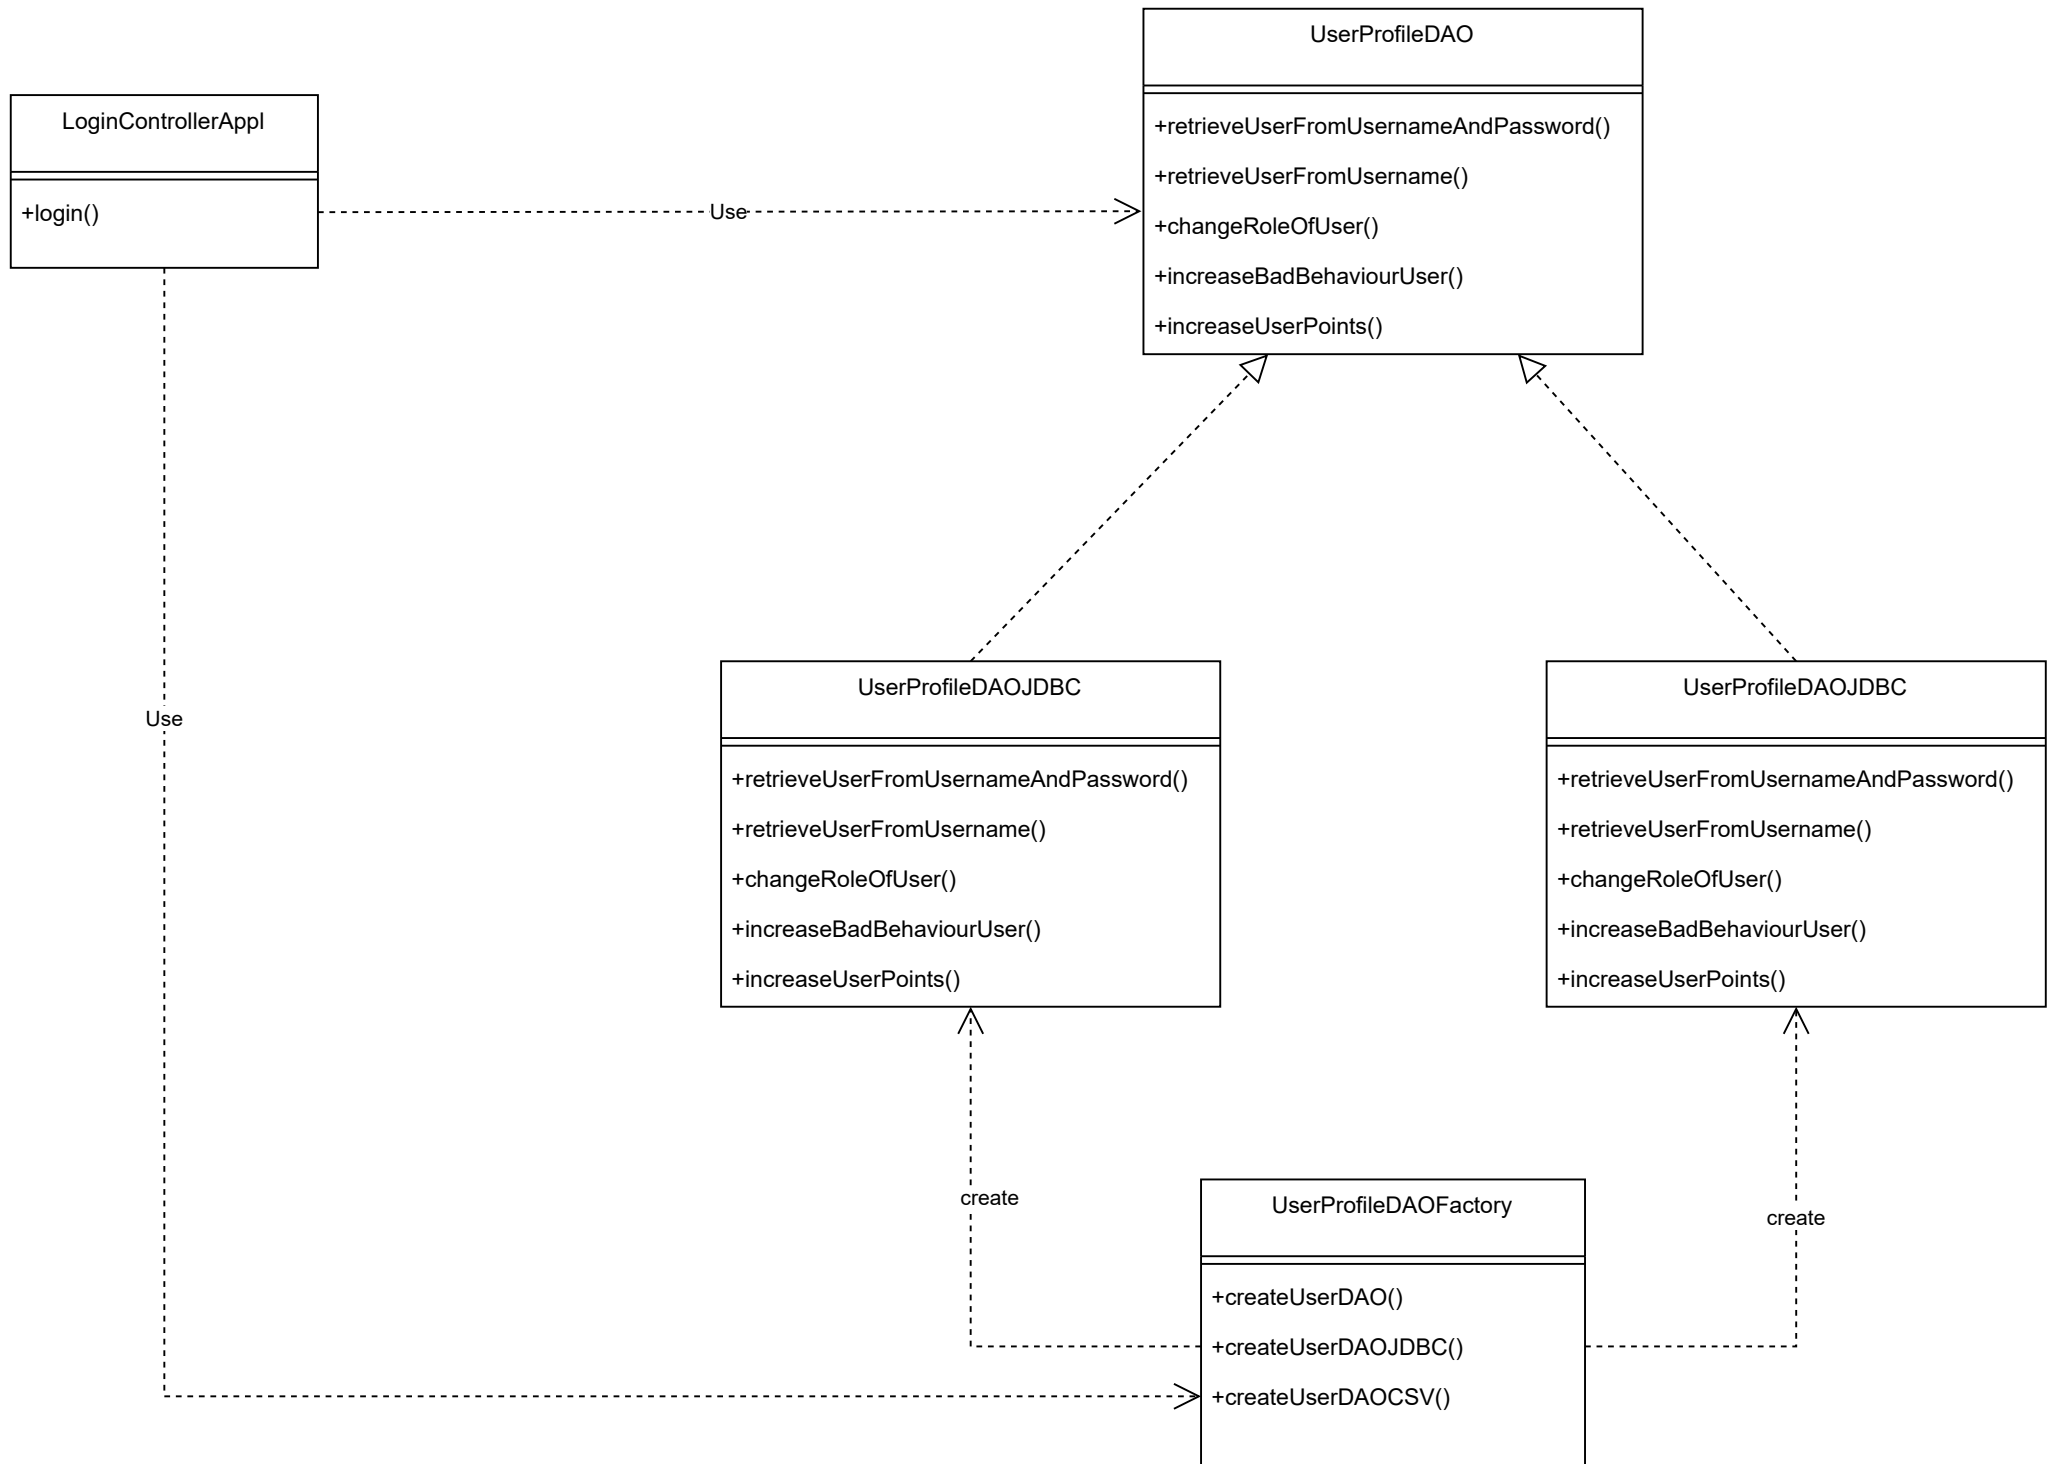 UserProfileDAO
+retrieveUserFromUsernameAndPassword()
+retrieveUserFromUsername()
+changeRoleOfUser()
+increaseBadBehaviourUser()
+increaseUserPoints()
LoginControllerAppl
+login()
Use
Use
UserProfileDAOJDBC
+retrieveUserFromUsernameAndPassword()
+retrieveUserFromUsername()
+changeRoleOfUser()
+increaseBadBehaviourUser()
+increaseUserPoints()
UserProfileDAOJDBC
+retrieveUserFromUsernameAndPassword()
+retrieveUserFromUsername()
+changeRoleOfUser()
+increaseBadBehaviourUser()
+increaseUserPoints()
create
create
UserProfileDAOFactory
+createUserDAO()
+createUserDAOJDBC()
+createUserDAOCSV()